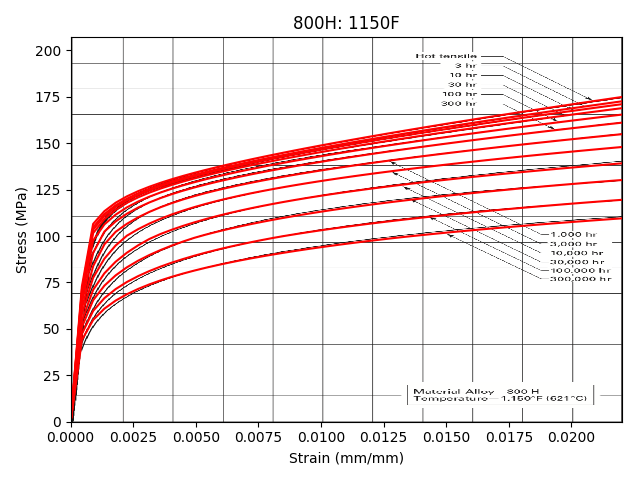 800H: 1150F
Stress (MPa)
200
175
150
125
100
75
50
25
0
Hot tensile
3 hr
10 hr
30 hr
100 hr
300 hr
1,000 hr
3,000 hr
10,000 hr
30,000 hr
100,000 hr
300,000 hr
Material Alloy 800 H
Temperature 1,150°F (621°C)
0.0000 0.0025 0.0050 0.0075 0.0100 0.0125 0.0150 0.0175 0.0200
Strain (mm/mm)